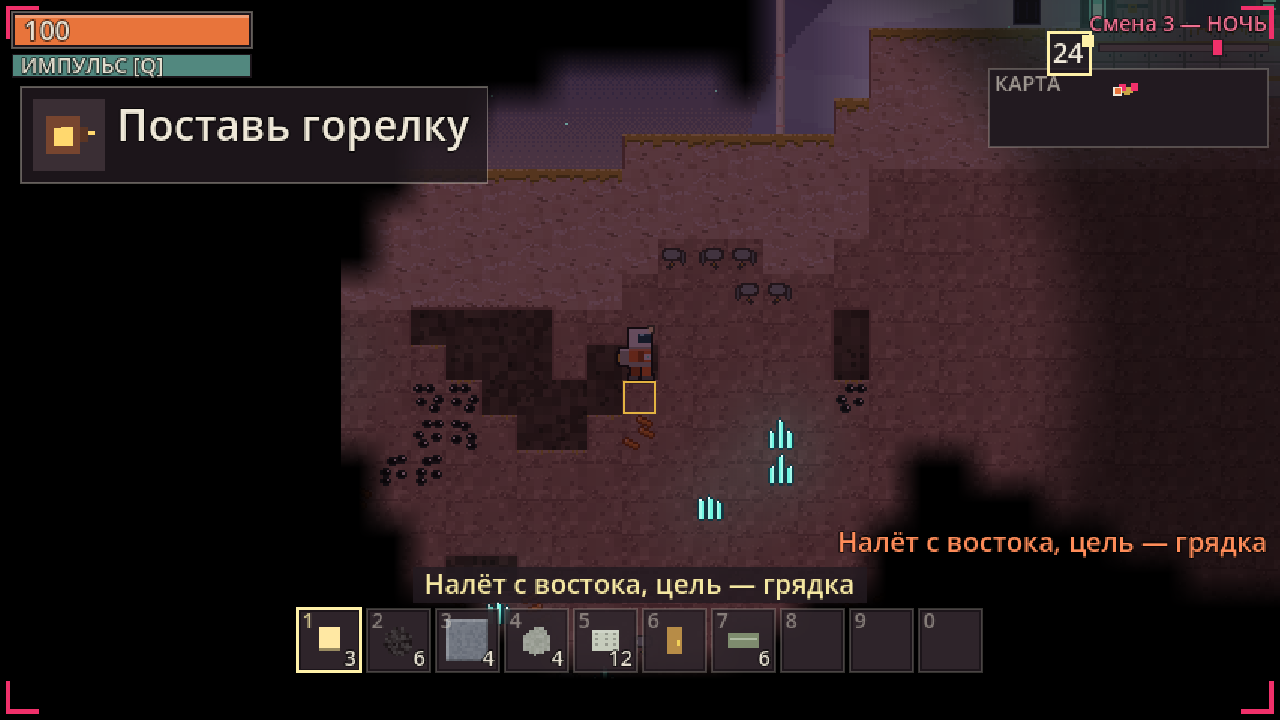 100
Смена 3 — НОЧЬ
ИМПУЛЬС [Q]
24
КАРТА
Поставь горелку
Налёт с востока, цель — грядка
Налёт с востока, цель — грядка
1 2 3 4 5 6 7 8 9 0
3 6 4 4 12 6